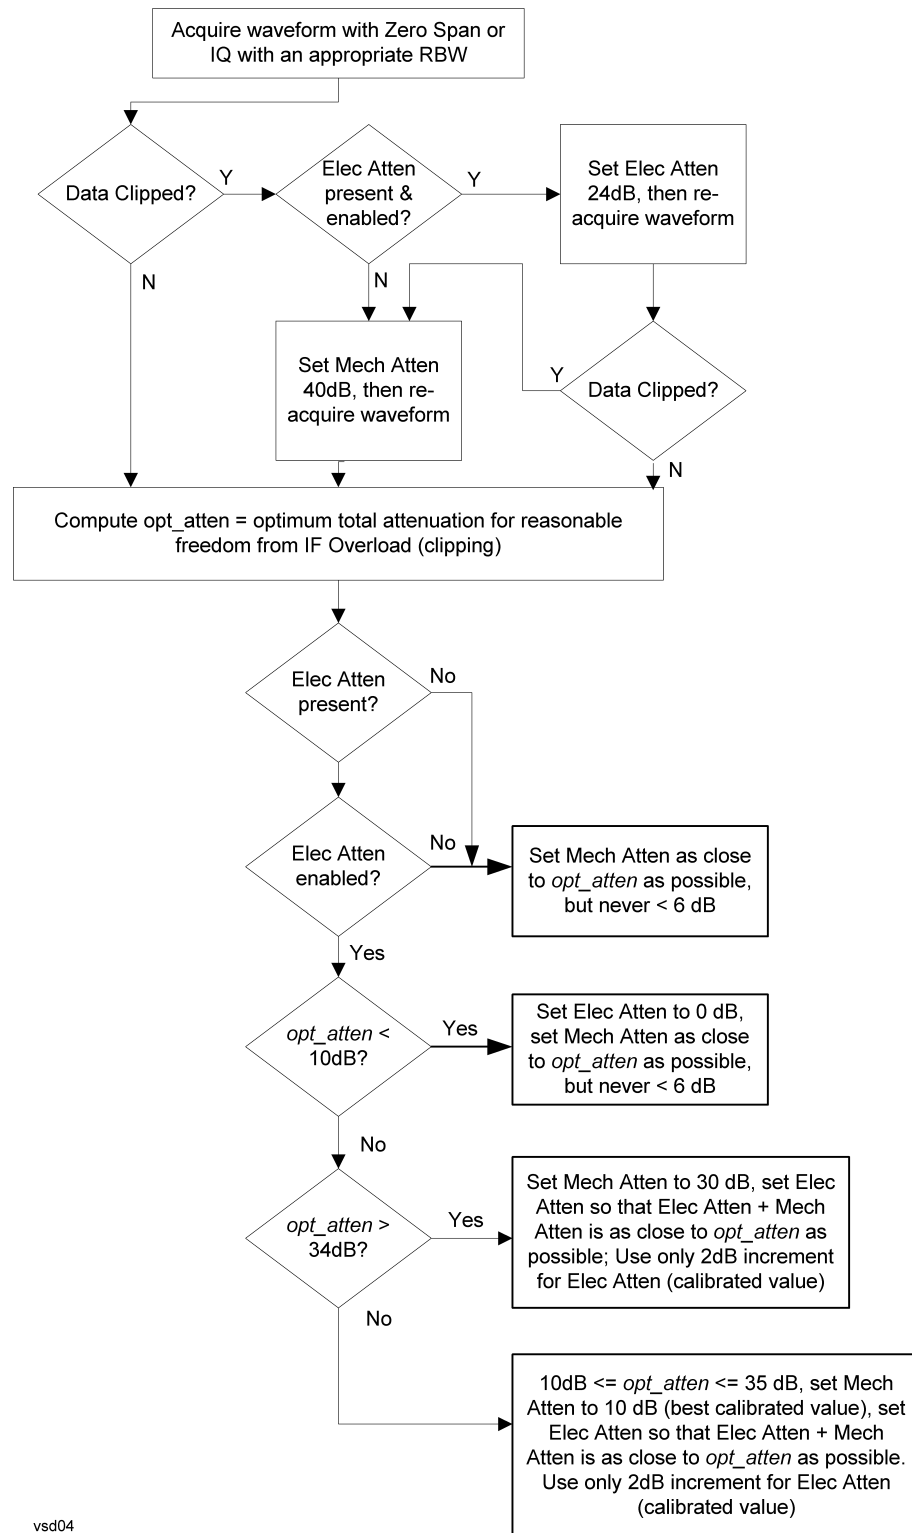 Acquire waveform with Zero Span or
IQ with an appropriate RBW
Data Clipped?
Y
N
Elec Atten
present &
enabled?
Y
N
Set Elec Atten
24dB, then re-
acquire waveform
Set Mech Atten
40dB, then re-
acquire waveform
Data Clipped?
Y
N
Compute opt_atten = optimum total attenuation for reasonable
freedom from IF Overload (clipping)
Elec Atten
present?
No
Elec Atten
enabled?
No
Yes
Set Mech Atten as close
to opt_atten as possible,
but never < 6 dB
opt_atten <
10dB?
Yes
No
Set Elec Atten to 0 dB,
set Mech Atten as close
to opt_atten as possible,
but never < 6 dB
opt_atten >
34dB?
Yes
No
Set Mech Atten to 30 dB, set Elec
Atten so that Elec Atten + Mech
Atten is as close to opt_atten as
possible; Use only 2dB increment
for Elec Atten (calibrated value)
10dB <= opt_atten <= 35 dB, set Mech
Atten to 10 dB (best calibrated value), set
Elec Atten so that Elec Atten + Mech
Atten is as close to opt_atten as possible.
Use only 2dB increment for Elec Atten
(calibrated value)
vsd04